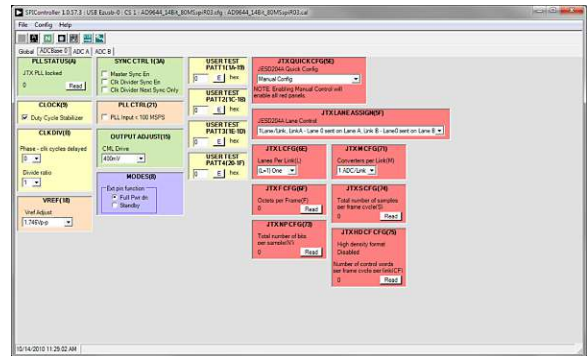 SPIController 1.0.57.3 : USB Ezusb-0 : CS 1 - AD9644_14Bit_80MSspiR03.cfg - AD9644_14Bit_80MSspiR03.cal
File Config Help
Global ADCBase 0 ADC A ADC B
PLL STATUS(A)
JTX PLL locked
0 Read
CLOCK(9)
Duty Cycle Stabilizer
CLKDIV(B)
Phase - clk cycles delayed
0
Divide ratio
1
VREF(18)
Vref Adjust
1.746Vp-p
SYNC CTRL 1(3A)
Master Sync En
Clk Divider Sync En
Clk Divider Next Sync Only
PLL CTRL(21)
PLL Input < 100 MSPS
OUTPUT ADJUST(15)
CML Drive
400mV
MODES(8)
Ext pin function
Full Pwr dn
Standby
USER TEST
PATT1(1A-19)
0 E hex
USER TEST
PATT2(1C-1B)
0 E hex
USER TEST
PATT3(1E-1D)
0 E hex
USER TEST
PATT4(20-1F)
0 E hex
JTX QUICK CFG(5E)
JESD204A Quick Config
Manual Config
NOTE: Enabling Manual Control will
enable all red panels.
JTX LANE ASSIGN(5F)
JESD204A Lane Control
1Lane/Link, LinkA - Lane 0 sent on Lane A, Link B - Lane0 sent on Lane B
JTX L CFG(6E)
Lanes Per Link(L)
(L=1) One
JTX M CFG(71)
Converters per Link(M)
1 ADC/Link
JTX F CFG(6F)
Octets per Frame(F)
0 Read
JTX S CFG(74)
Total number of samples
per frame cycle(S)
0 Read
JTX NP CFG(73)
Total number of bits
per sample(N')
0 Read
JTX HD CF CFG(75)
High density format
Disabled
Number of control words
per frame cycle per link(CF)
0 Read
10/14/2010 11:29:02 AM